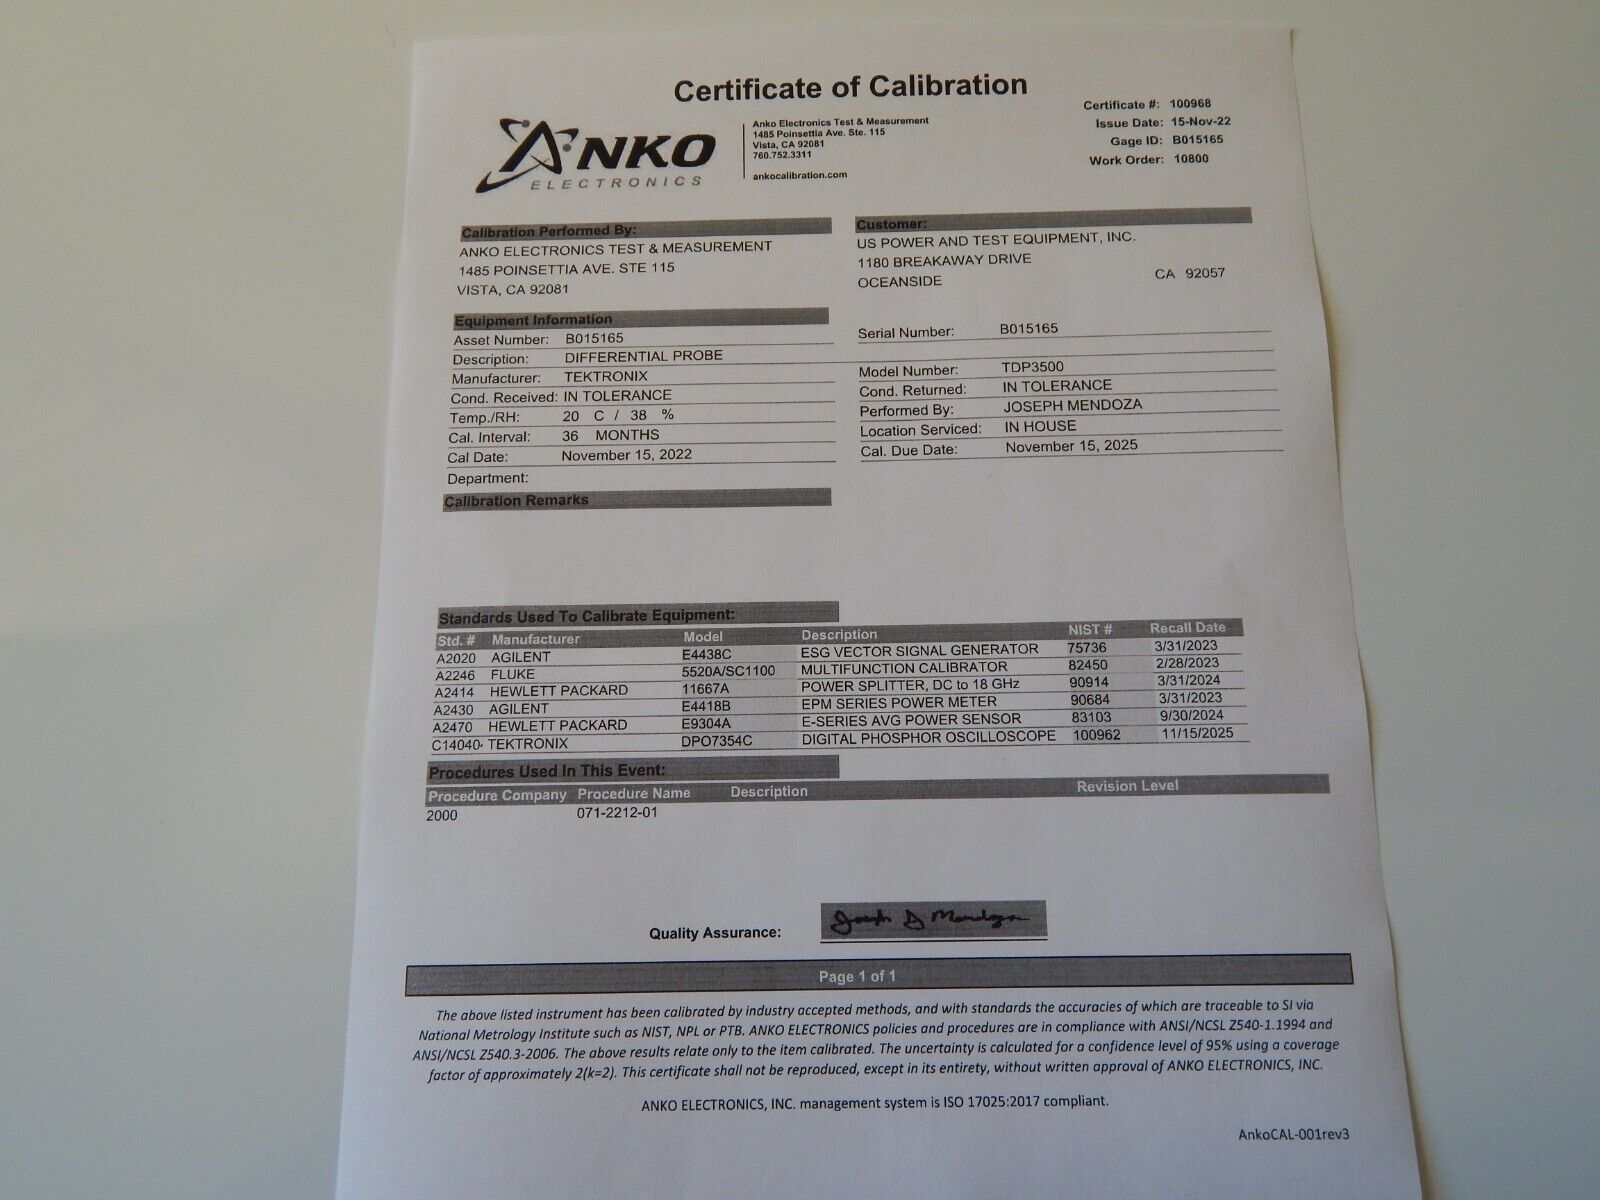 Certificate of Calibration
ANKO
ELECTRONICS
Anko Electronics Test & Measurement
1485 Poinsettia Ave. Ste. 115
Vista, CA 92081
760.752.3311
ankocalibration.com
Certificate #: 100968
Issue Date: 15-Nov-22
Gage ID: B015165
Work Order: 10800
Calibration Performed By:
ANKO ELECTRONICS TEST & MEASUREMENT
1485 POINSETTIA AVE. STE 115
VISTA, CA 92081
Customer:
US POWER AND TEST EQUIPMENT, INC.
1180 BREAKAWAY DRIVE
OCEANSIDE CA 92057
Equipment Information
Asset Number: B015165
Description: DIFFERENTIAL PROBE
Manufacturer: TEKTRONIX
Cond. Received: IN TOLERANCE
Temp./RH: 20 C / 38 %
Cal. Interval: 36 MONTHS
Cal Date: November 15, 2022
Department:
Serial Number: B015165
Model Number: TDP3500
Cond. Returned: IN TOLERANCE
Performed By: JOSEPH MENDOZA
Location Serviced: IN HOUSE
Cal. Due Date: November 15, 2025
Calibration Remarks
Standards Used To Calibrate Equipment:
Std. # Manufacturer Model Description NIST # Recall Date
A2020 AGILENT E4438C ESG VECTOR SIGNAL GENERATOR 75736 3/31/2023
A2246 FLUKE 5520A/SC1100 MULTIFUNCTION CALIBRATOR 82450 2/28/2023
A2414 HEWLETT PACKARD 11667A POWER SPLITTER, DC to 18 GHz 90914 3/31/2024
A2430 AGILENT E4418B EPM SERIES POWER METER 90684 3/31/2023
A2470 HEWLETT PACKARD E9304A E-SERIES AVG POWER SENSOR 83103 9/30/2024
C14040 TEKTRONIX DPO7354C DIGITAL PHOSPHOR OSCILLOSCOPE 100962 11/15/2025
Procedures Used In This Event:
Procedure Company Procedure Name Description Revision Level
2000 071-2212-01
Quality Assurance: Joseph D Mendoza
Page 1 of 1
The above listed instrument has been calibrated by industry accepted methods, and with standards the accuracies of which are traceable to SI via
National Metrology Institute such as NIST, NPL or PTB. ANKO ELECTRONICS policies and procedures are in compliance with ANSI/NCSL Z540-1.1994 and
ANSI/NCSL Z540.3-2006. The above results relate only to the item calibrated. The uncertainty is calculated for a confidence level of 95% using a coverage
factor of approximately 2(k=2). This certificate shall not be reproduced, except in its entirety, without written approval of ANKO ELECTRONICS, INC.
ANKO ELECTRONICS, INC. management system is ISO 17025:2017 compliant.
AnkoCAL-001rev3